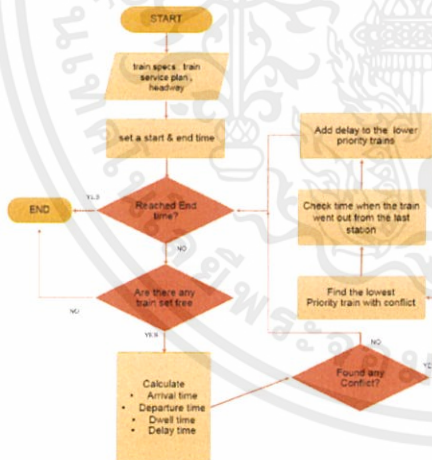 START
train specs, train
service plan,
headway
set a start & end time
Reached End
time?
YES
END
NO
Are there any
train set free
NO
YES
Calculate
• Arrival time
• Departure time
• Dwell time
• Delay time
Found any
Conflict?
NO
Find the lowest
Priority train with conflict
Check time when the train
went out from the last
station
Add delay to the lower
priority trains